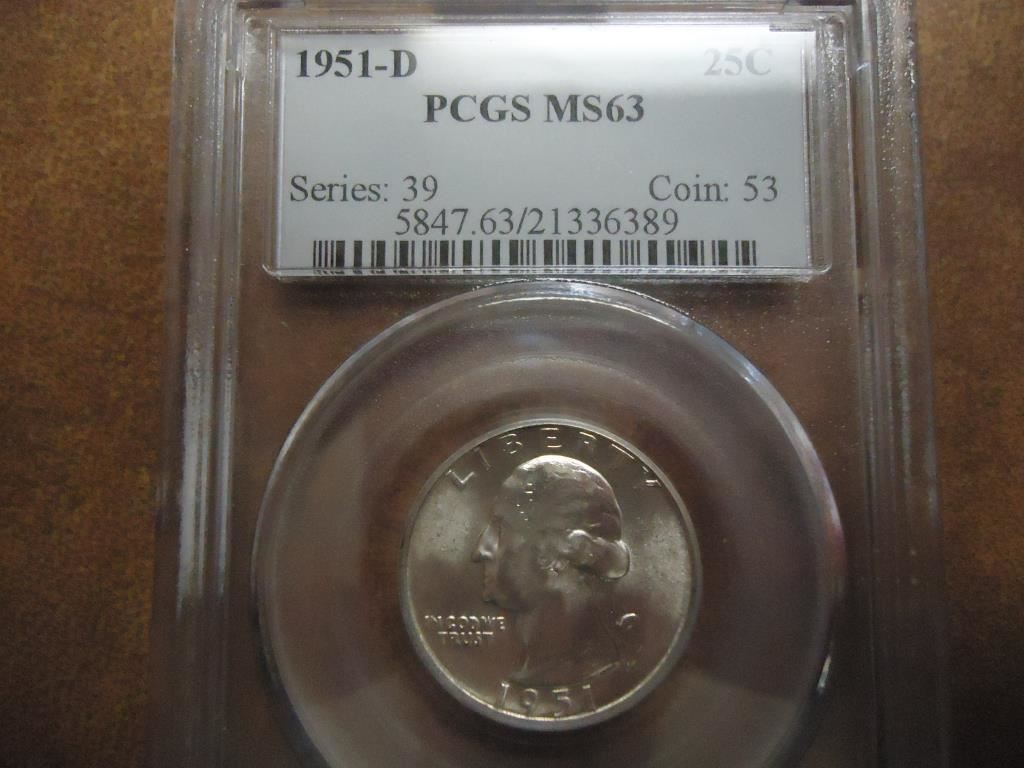 1951-D 25C
PCGS MS63
Series: 39 Coin: 53
5847.63/21336389
LIBERTY
IN GOD WE
TRUST
1951